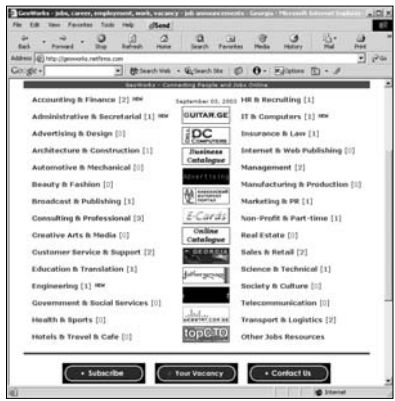 GeoWorks - jobs, career, employment, work, vacancy - job announcements - Georgia - Microsoft Internet Explorer
File Edit View Favorites Tools Help Send
Back Forward Stop Refresh Home Search Favorites Media History Mail Print
Address http://geoworks.netfirms.com Go
Google Search Web Search Site Options
GeoWorks - Connecting People and Jobs Online
Accounting & Finance [2] NEW
Administrative & Secretarial [1] NEW
Advertising & Design [0]
Architecture & Construction [1]
Automotive & Mechanical [0]
Beauty & Fashion [0]
Broadcast & Publishing [1]
Consulting & Professional [3]
Creative Arts & Media [0]
Customer Service & Support [2]
Education & Translation [1]
Engineering [1] NEW
Government & Social Services [0]
Health & Sports [0]
Hotels & Travel & Cafe [0]
September 03, 2003
GUITAR.GE
DC COMPUTERS
Business Catalogue
Advertising
E-Cards
Online Catalogue
GEORGIA
topCTO
HR & Recruiting [1]
IT & Computers [1] NEW
Insurance & Law [1]
Internet & Web Publishing [0]
Management [2]
Manufacturing & Production [0]
Marketing & PR [1]
Non-Profit & Part-time [1]
Real Estate [0]
Sales & Retail [2]
Science & Technical [1]
Society & Culture [0]
Telecommunication [0]
Transport & Logistics [2]
Other Jobs Resources
Subscribe
Your Vacancy
Contact Us
Internet